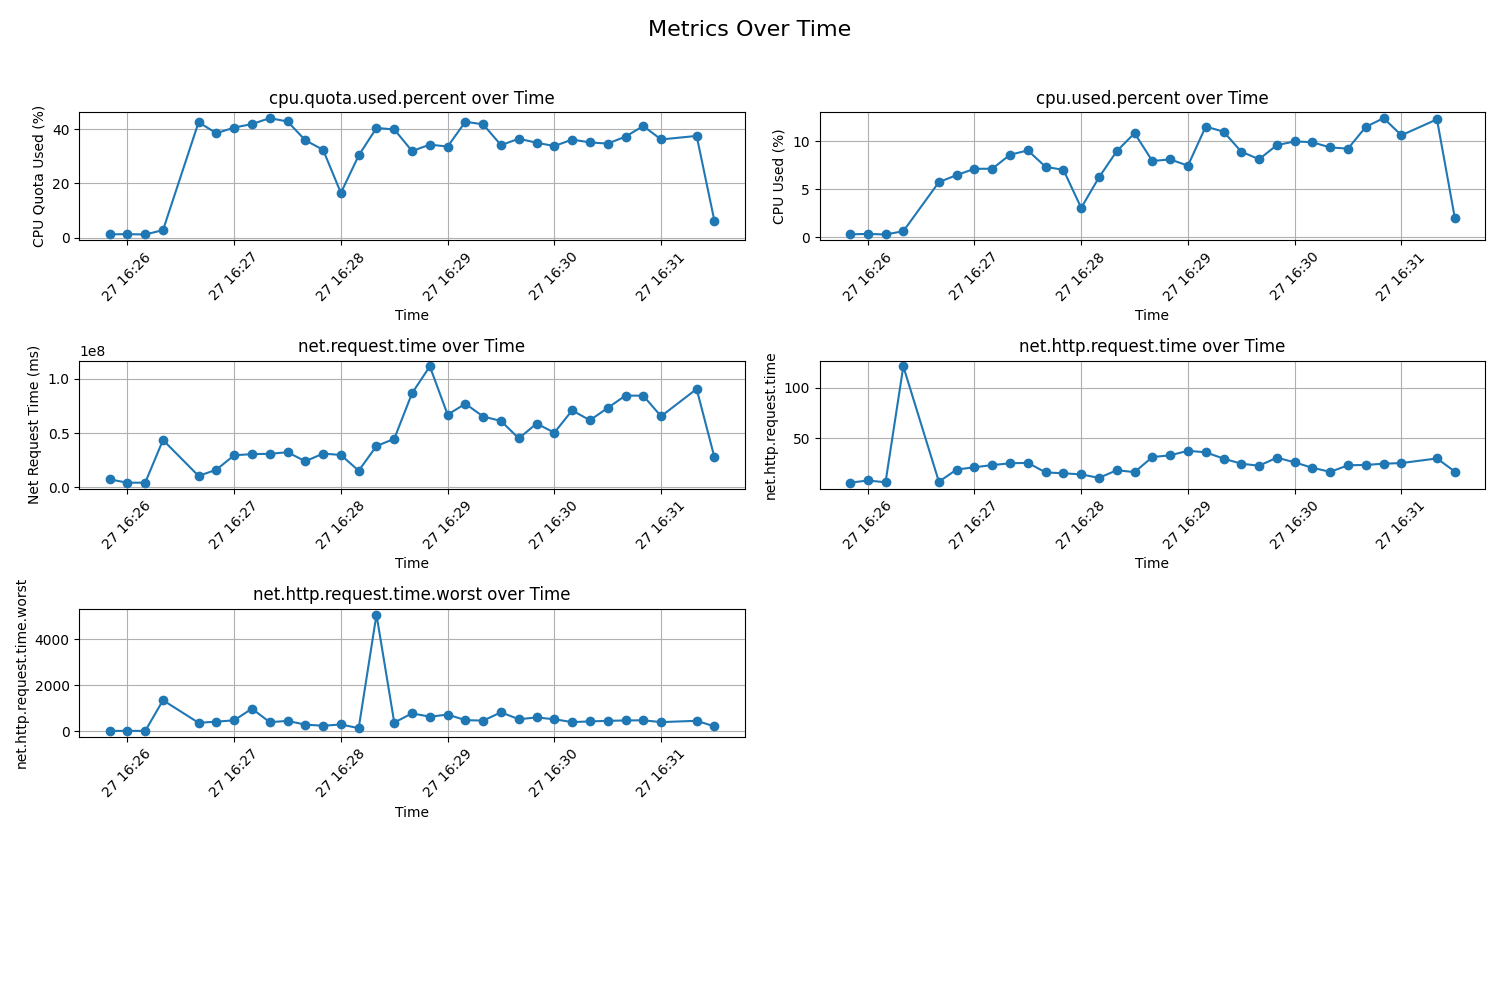 Metrics Over Time
cpu.quota.used.percent over Time
CPU Quota Used (%)
40
20
0
27 16:26
27 16:27
27 16:28
27 16:29
27 16:30
27 16:31
Time
cpu.used.percent over Time
CPU Used (%)
10
5
0
27 16:26
27 16:27
27 16:28
27 16:29
27 16:30
27 16:31
Time
net.request.time over Time
1e8
Net Request Time (ms)
1.0
0.5
0.0
27 16:26
27 16:27
27 16:28
27 16:29
27 16:30
27 16:31
Time
net.http.request.time over Time
net.http.request.time
100
50
27 16:26
27 16:27
27 16:28
27 16:29
27 16:30
27 16:31
Time
net.http.request.time.worst over Time
net.http.request.time.worst
4000
2000
0
27 16:26
27 16:27
27 16:28
27 16:29
27 16:30
27 16:31
Time